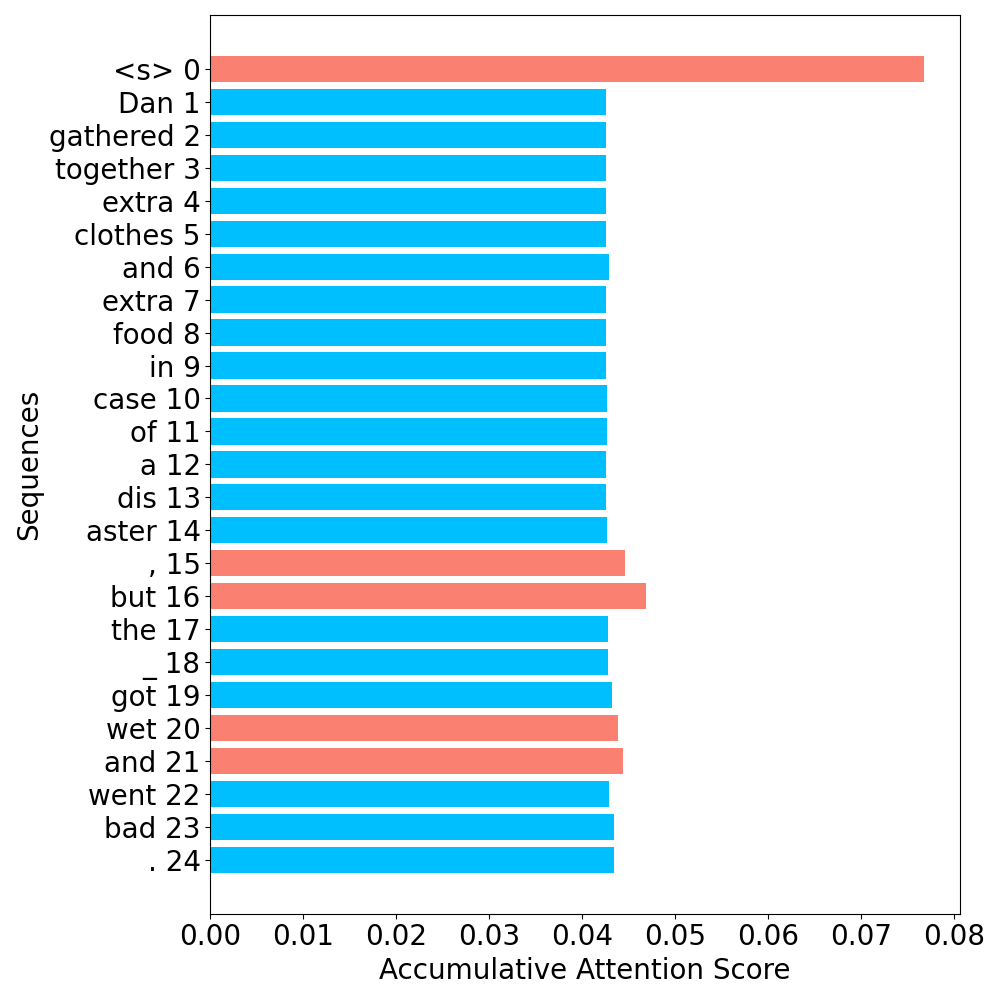 <s> 0
Dan 1
gathered 2
together 3
extra 4
clothes 5
and 6
extra 7
food 8
in 9
case 10
of 11
a 12
dis 13
aster 14
, 15
but 16
the 17
_ 18
got 19
wet 20
and 21
went 22
bad 23
. 24
Sequences
0.00 0.01 0.02 0.03 0.04 0.05 0.06 0.07 0.08
Accumulative Attention Score